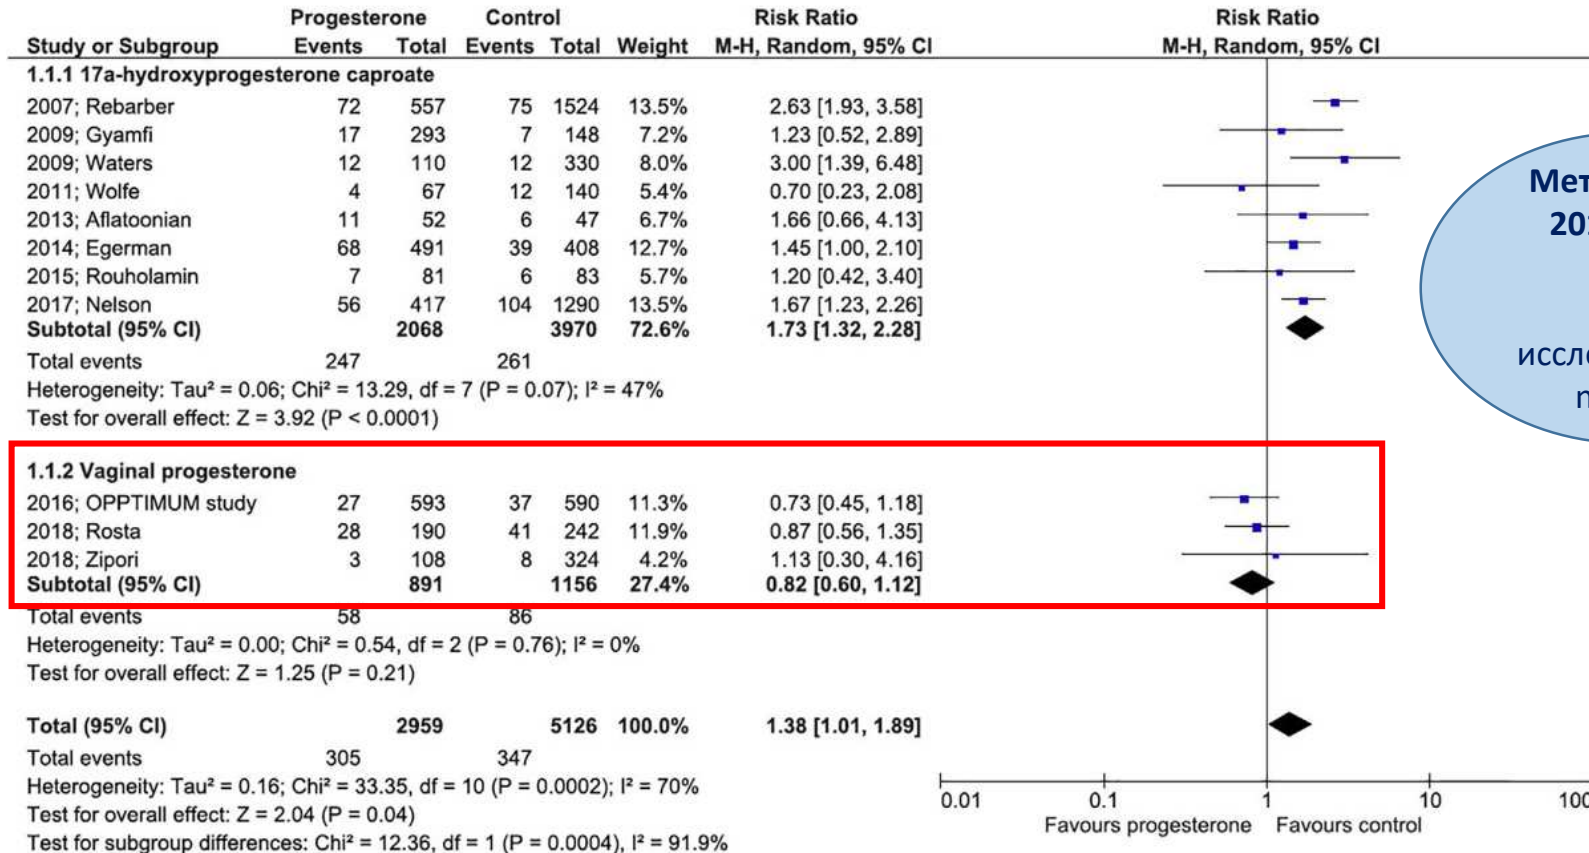 Progesterone Control Risk Ratio Risk Ratio
Study or Subgroup Events Total Events Total Weight M-H, Random, 95% CI M-H, Random, 95% CI
1.1.1 17a-hydroxyprogesterone caproate
2007; Rebarber 72 557 75 1524 13.5% 2.63 [1.93, 3.58]
2009; Gyamfi 17 293 7 148 7.2% 1.23 [0.52, 2.89]
2009; Waters 12 110 12 330 8.0% 3.00 [1.39, 6.48]
2011; Wolfe 4 67 12 140 5.4% 0.70 [0.23, 2.08]
2013; Aflatoonian 11 52 6 47 6.7% 1.66 [0.66, 4.13]
2014; Egerman 68 491 39 408 12.7% 1.45 [1.00, 2.10]
2015; Rouholamin 7 81 6 83 5.7% 1.20 [0.42, 3.40]
2017; Nelson 56 417 104 1290 13.5% 1.67 [1.23, 2.26]
Subtotal (95% CI) 2068 3970 72.6% 1.73 [1.32, 2.28]
Total events 247 261
Heterogeneity: Tau² = 0.06; Chi² = 13.29, df = 7 (P = 0.07); I² = 47%
Test for overall effect: Z = 3.92 (P < 0.0001)
1.1.2 Vaginal progesterone
2016; OPPTIMUM study 27 593 37 590 11.3% 0.73 [0.45, 1.18]
2018; Rosta 28 190 41 242 11.9% 0.87 [0.56, 1.35]
2018; Zipori 3 108 8 324 4.2% 1.13 [0.30, 4.16]
Subtotal (95% CI) 891 1156 27.4% 0.82 [0.60, 1.12]
Total events 58 86
Heterogeneity: Tau² = 0.00; Chi² = 0.54, df = 2 (P = 0.76); I² = 0%
Test for overall effect: Z = 1.25 (P = 0.21)
Total (95% CI) 2959 5126 100.0% 1.38 [1.01, 1.89]
Total events 305 347
Heterogeneity: Tau² = 0.16; Chi² = 33.35, df = 10 (P = 0.0002); I² = 70%
Test for overall effect: Z = 2.04 (P = 0.04)
Test for subgroup differences: Chi² = 12.36, df = 1 (P = 0.0004), I² = 91.9%
0.01 0.1 1 10 100
Favours progesterone Favours control
Мет
20
иссле